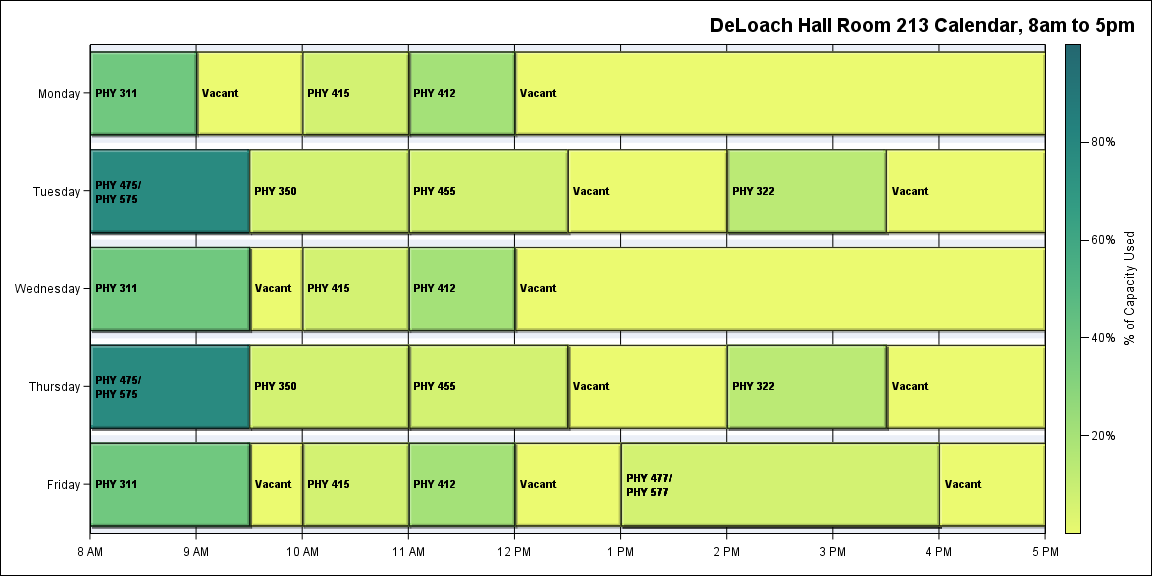 DeLoach Hall Room 213 Calendar, 8am to 5pm
Monday
PHY 311
Vacant
PHY 415
PHY 412
Vacant
Tuesday
PHY 475/
PHY 575
PHY 350
PHY 455
Vacant
PHY 322
Vacant
Wednesday
PHY 311
Vacant
PHY 415
PHY 412
Vacant
Thursday
PHY 475/
PHY 575
PHY 350
PHY 455
Vacant
PHY 322
Vacant
Friday
PHY 311
Vacant
PHY 415
PHY 412
Vacant
PHY 477/
PHY 577
Vacant
8 AM
9 AM
10 AM
11 AM
12 PM
1 PM
2 PM
3 PM
4 PM
5 PM
80%
60%
40%
20%
% of Capacity Used